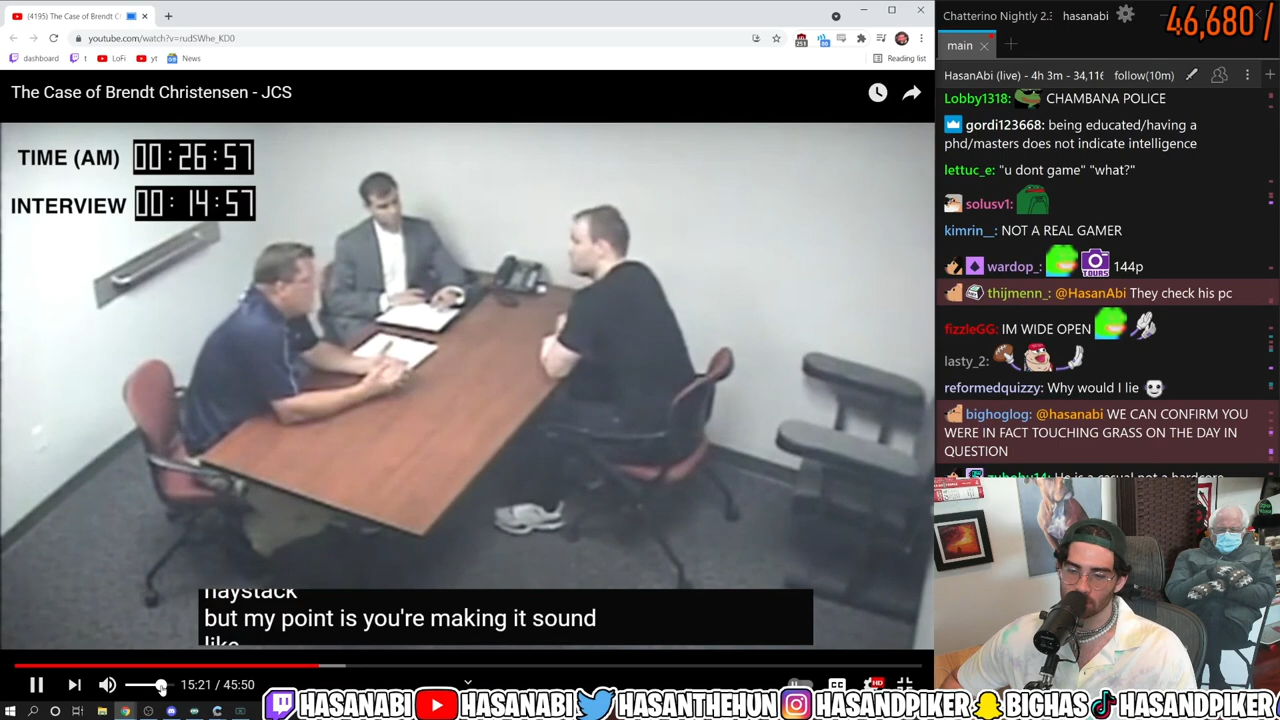 (4195) The Case of Brendt C
youtube.com/watch?v=rudSWhe_KD0
dashboard
t
LoFi
yt
News
Reading list
The Case of Brendt Christensen - JCS
TIME (AM) 00:26:57
INTERVIEW 00:14:57
haystack
but my point is you're making it sound
like
15:21 / 45:50
HD
Chatterino Nightly 2.
hasanabi
46,680 /
main
HasanAbi (live) - 4h 3m - 34,116
follow(10m)
Lobby1318: CHAMBANA POLICE
gordi123668: being educated/having a
phd/masters does not indicate intelligence
lettuc_e: "u dont game" "what?"
solusv1:
kimrin__: NOT A REAL GAMER
wardop_: TOURS 144p
thijmenn_: @HasanAbi They check his pc
fizzleGG: IM WIDE OPEN
lasty_2:
reformedquizzy: Why would I lie
bighoglog: @hasanabi WE CAN CONFIRM YOU
WERE IN FACT TOUCHING GRASS ON THE DAY IN
QUESTION
HASANABI HASANABI HASANTHEHUN HASANDPIKER BIGHAS HASANDPIKER